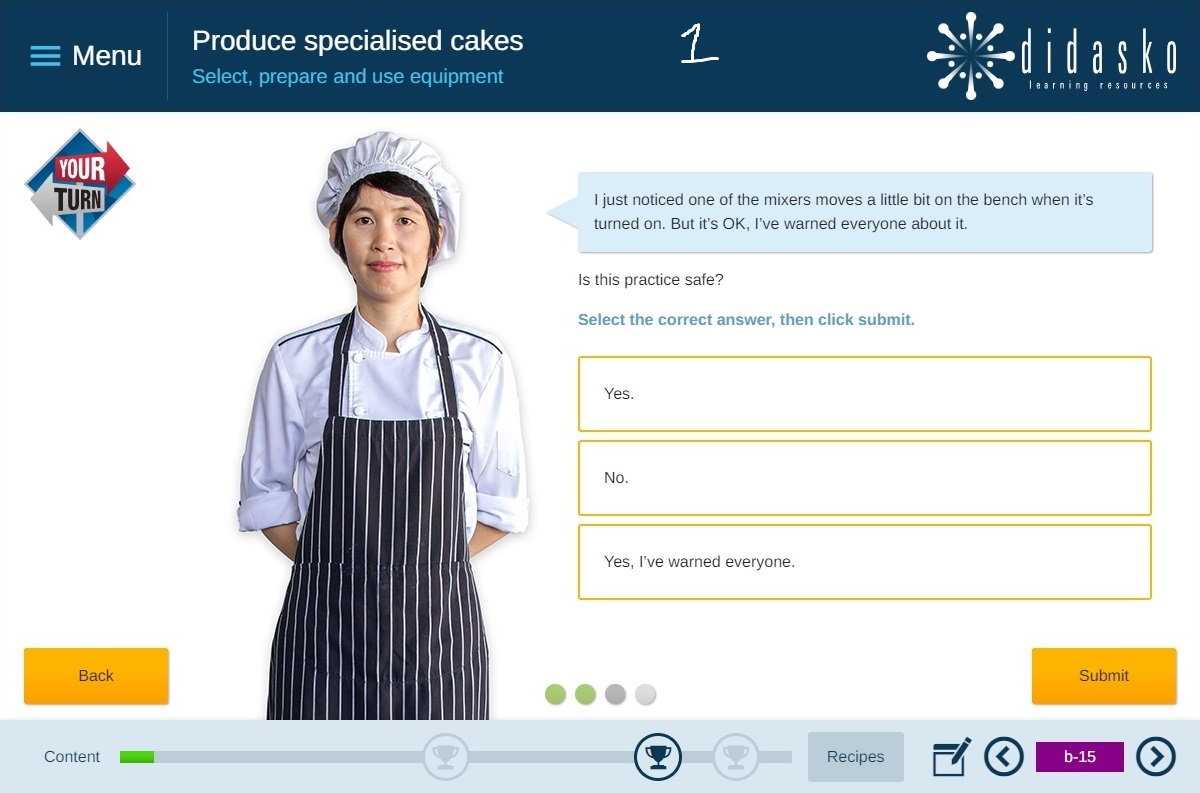 Menu
Produce specialised cakes
Select, prepare and use equipment
1
didasko
learning resources
YOUR
TURN
I just noticed one of the mixers moves a little bit on the bench when it’s
turned on. But it’s OK, I’ve warned everyone about it.
Is this practice safe?
Select the correct answer, then click submit.
Yes.
No.
Yes, I’ve warned everyone.
Back
Submit
Content
Recipes
b-15